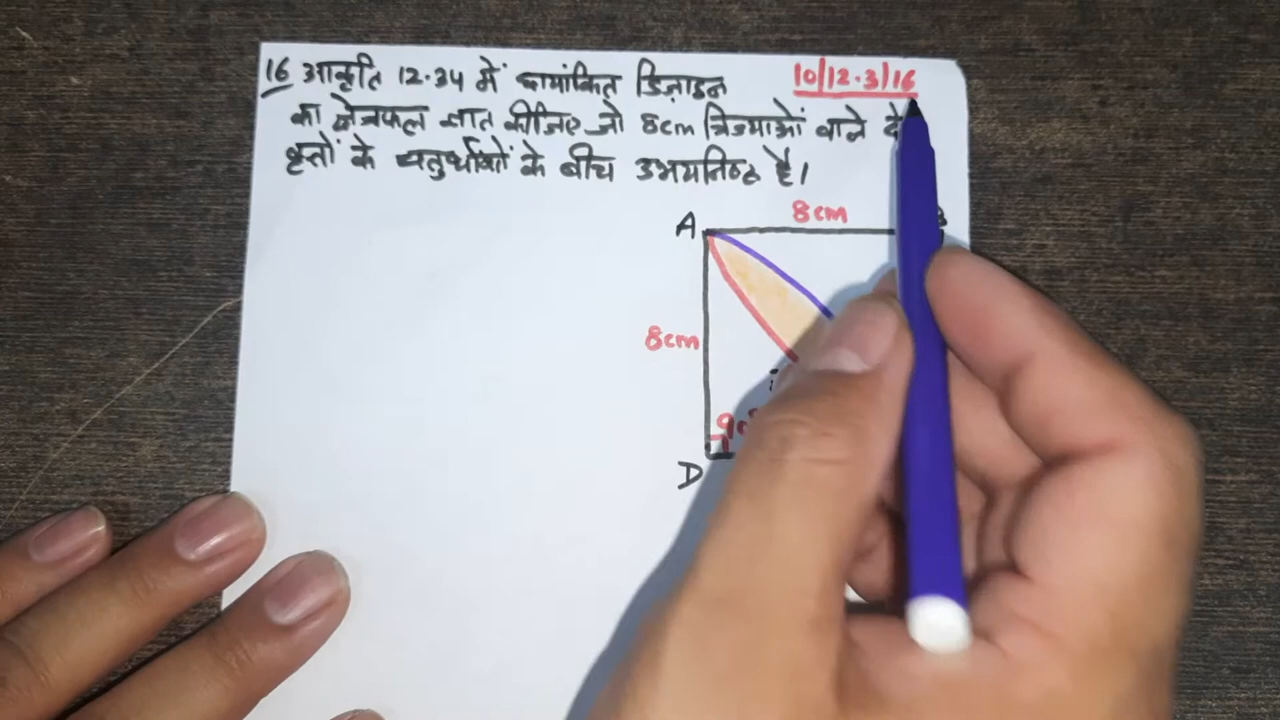 16 आकृति 12.34 में छायांकित डिज़ाइन
10/12.3/16
का क्षेत्रफल ज्ञात कीजिए जो 8cm त्रिज्याओं वाले
वृत्तों के चतुर्थांशों के बीच उभयनिष्ठ है।
8cm
A
8cm
D